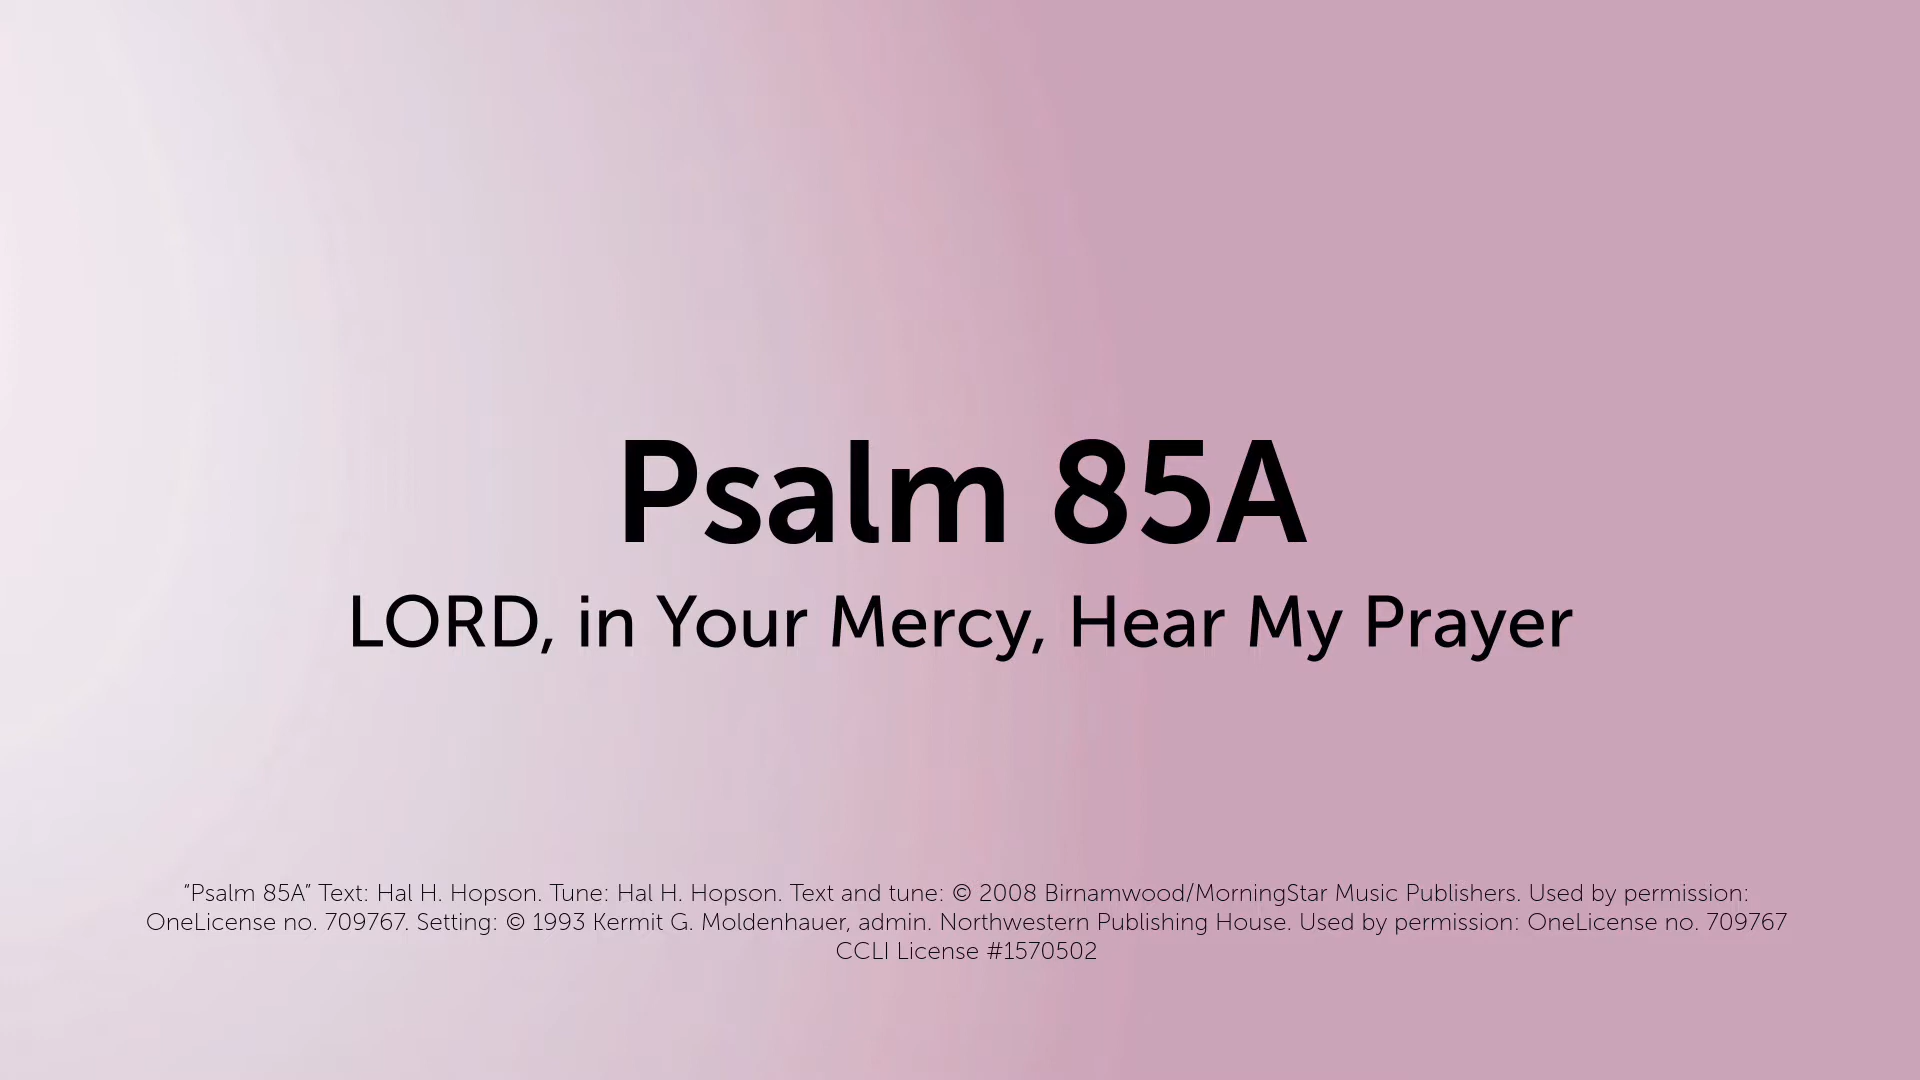 Psalm 85A
LORD, in Your Mercy, Hear My Prayer
“Psalm 85A” Text: Hal H. Hopson. Tune: Hal H. Hopson. Text and tune: © 2008 Birnamwood/MorningStar Music Publishers. Used by permission:
OneLicense no. 709767. Setting: © 1993 Kermit G. Moldenhauer, admin. Northwestern Publishing House. Used by permission: OneLicense no. 709767
CCLI License #1570502